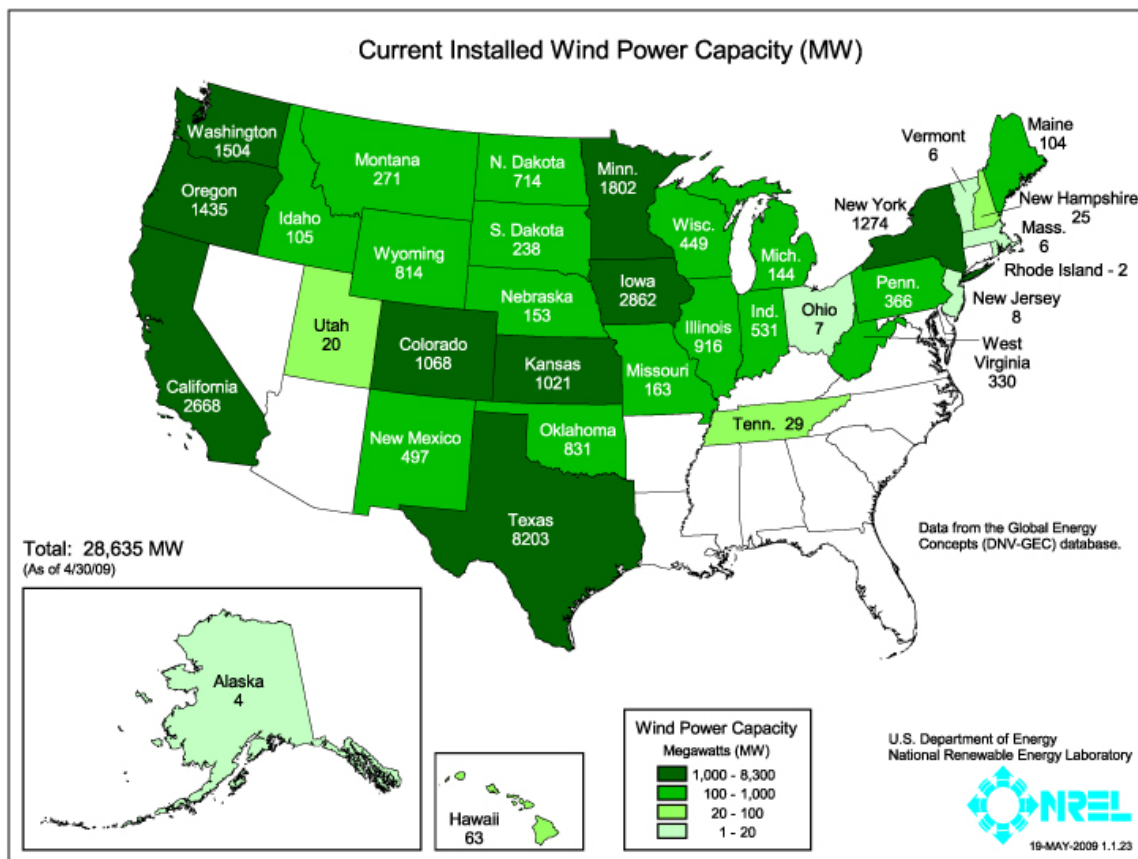 Current Installed Wind Power Capacity (MW)
Washington
1504
Oregon
1435
California
2668
Idaho
105
Montana
271
Wyoming
814
Utah
20
Colorado
1068
New Mexico
497
N. Dakota
714
S. Dakota
238
Nebraska
153
Kansas
1021
Oklahoma
831
Texas
8203
Minn.
1802
Iowa
2862
Missouri
163
Wisc.
449
Illinois
916
Mich.
144
Ind.
531
Ohio
7
Tenn. 29
Penn.
366
New York
1274
Vermont
6
Maine
104
New Hampshire
25
Mass.
6
Rhode Island - 2
New Jersey
8
West
Virginia
330
Data from the Global Energy
Concepts (DNV-GEC) database.
Total: 28,635 MW
(As of 4/30/09)
Alaska
4
Hawaii
63
Wind Power Capacity
Megawatts (MW)
1,000 - 8,300
100 - 1,000
20 - 100
1 - 20
U.S. Department of Energy
National Renewable Energy Laboratory
NREL
19-MAY-2009 1.1.23